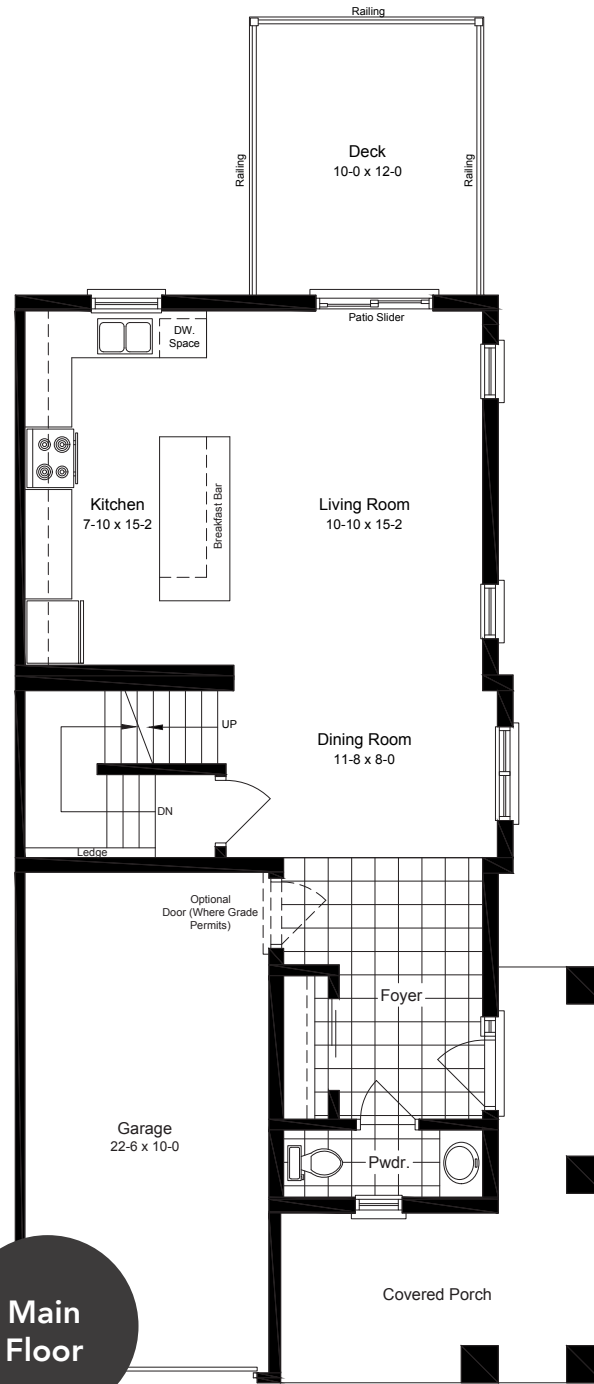 Railing
Railing
Deck
10-0 x 12-0
Railing
Patio Slider
DW.
Space
Kitchen
7-10 x 15-2
Breakfast Bar
Living Room
10-10 x 15-2
UP
Dining Room
11-8 x 8-0
DN
Ledge
Optional
Door (Where Grade
Permits)
Foyer
Garage
22-6 x 10-0
Pwdr.
Covered Porch
Main
Floor